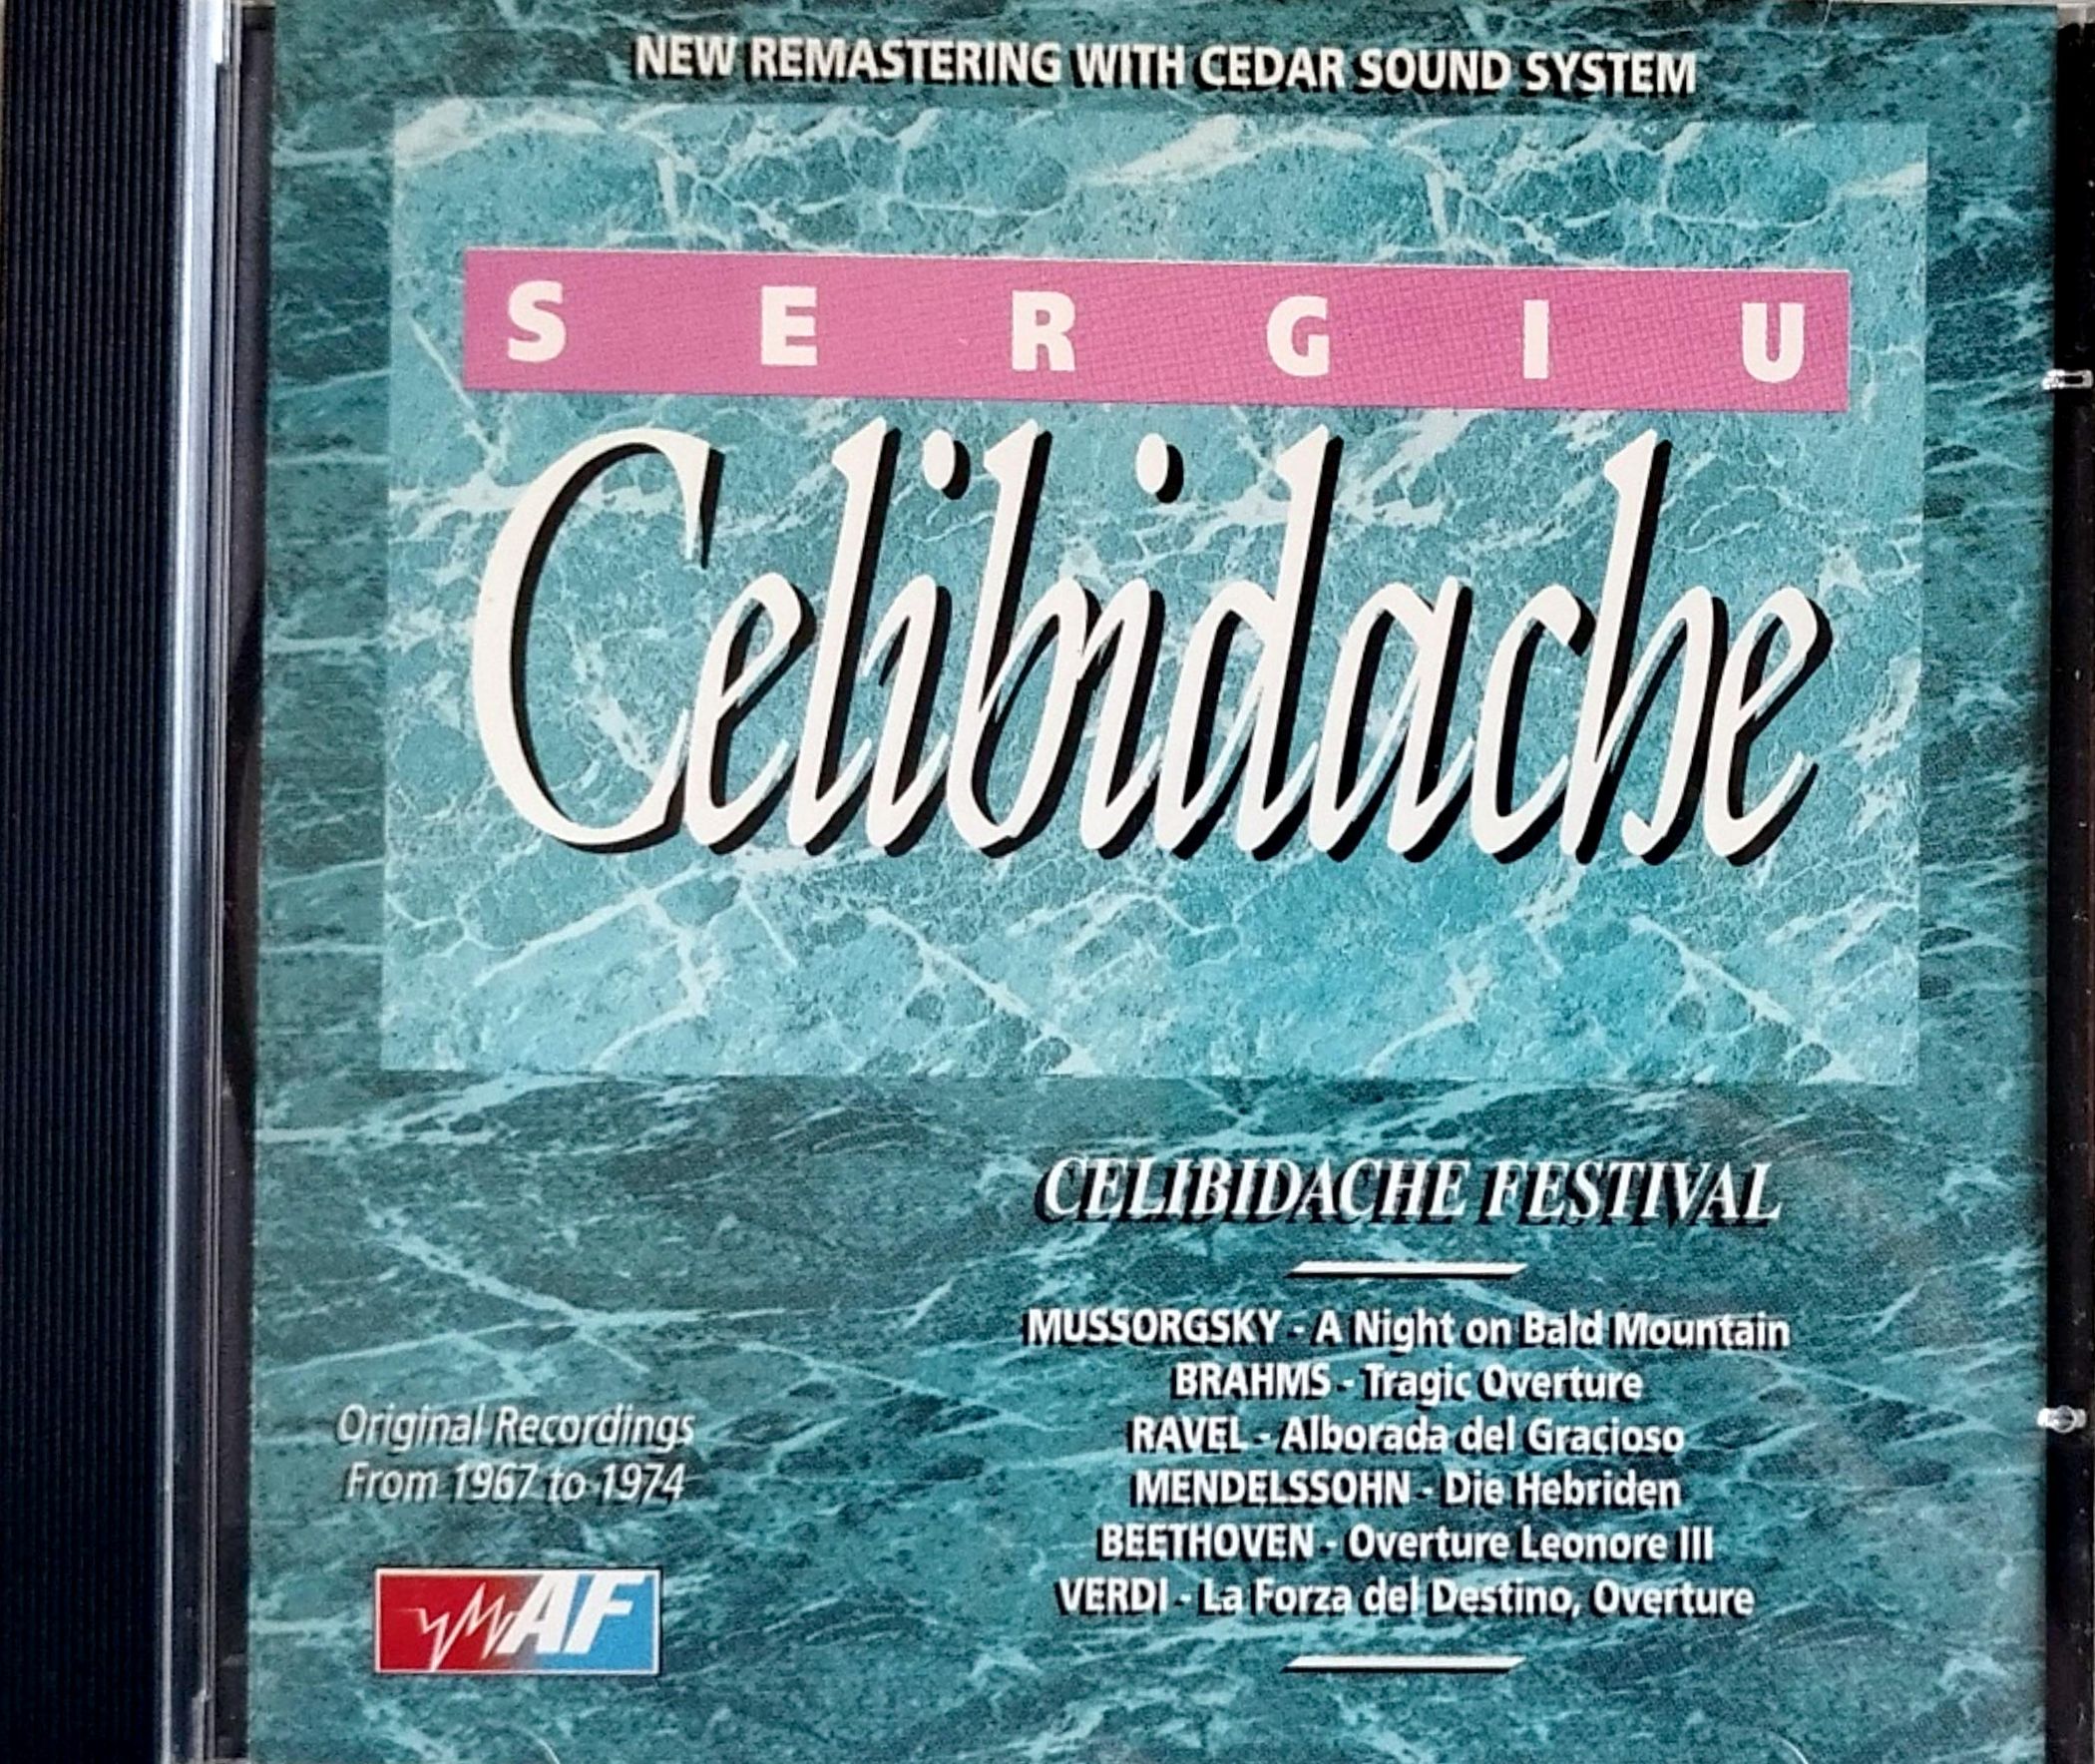 NEW REMASTERING WITH CEDAR SOUND SYSTEM
SERGIU
Celibidache
CELIBIDACHE FESTIVAL
MUSSORGSKY - A Night on Bald Mountain
BRAHMS - Tragic Overture
RAVEL - Alborada del Gracioso
MENDELSSOHN - Die Hebriden
BEETHOVEN - Overture Leonore III
VERDI - La Forza del Destino, Overture
Original Recordings
From 1967 to 1974
AF